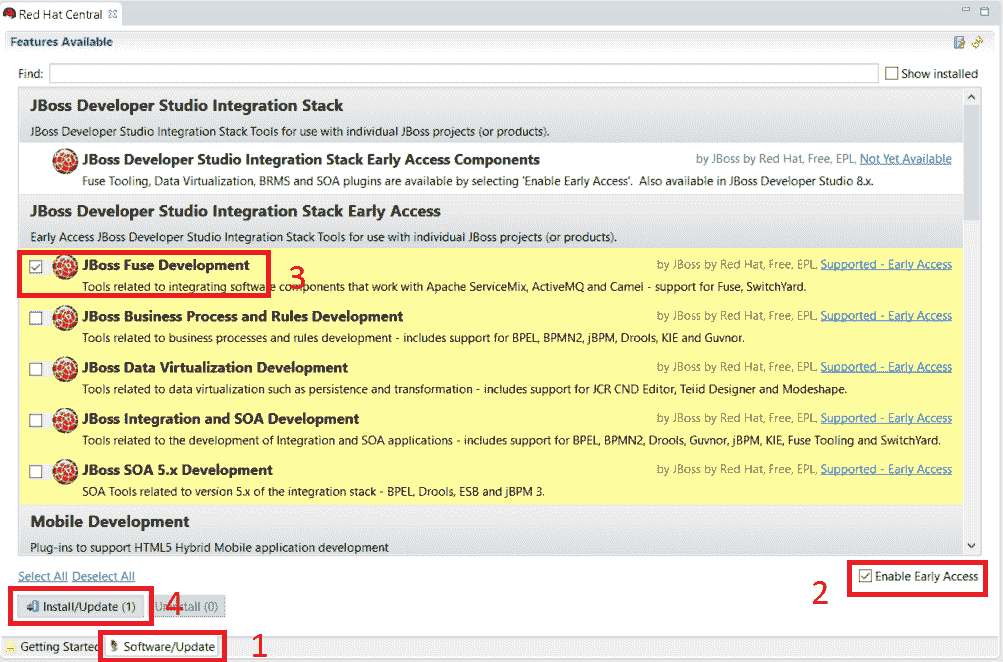 Red Hat Central
Features Available
Find:
Show installed
JBoss Developer Studio Integration Stack
JBoss Developer Studio Integration Stack Tools for use with individual JBoss projects (or products).
JBoss Developer Studio Integration Stack Early Access Components by JBoss by Red Hat, Free, EPL, Not Yet Available
Fuse Tooling, Data Virtualization, BRMS and SOA plugins are available by selecting 'Enable Early Access'. Also available in JBoss Developer Studio 8.x.
JBoss Developer Studio Integration Stack Early Access
Early Access JBoss Developer Studio Integration Stack Tools for use with individual JBoss projects (or products).
JBoss Fuse Development 3 by JBoss by Red Hat, Free, EPL, Supported - Early Access
Tools related to integrating software components that work with Apache ServiceMix, ActiveMQ and Camel - support for Fuse, SwitchYard.
JBoss Business Process and Rules Development by JBoss by Red Hat, Free, EPL, Supported - Early Access
Tools related to business processes and rules development - includes support for BPEL, BPMN2, jBPM, Drools, KIE and Guvnor.
JBoss Data Virtualization Development by JBoss by Red Hat, Free, EPL, Supported - Early Access
Tools related to data virtualization such as persistence and transformation - includes support for JCR CND Editor, Teiid Designer and Modeshape.
JBoss Integration and SOA Development by JBoss by Red Hat, Free, EPL, Supported - Early Access
Tools related to the development of Integration and SOA applications - includes support for BPEL, BPMN2, Drools, Guvnor, jBPM, KIE, Fuse Tooling and SwitchYard.
JBoss SOA 5.x Development by JBoss by Red Hat, Free, EPL, Supported - Early Access
SOA Tools related to version 5.x of the integration stack - BPEL, Drools, ESB and jBPM 3.
Mobile Development
Plug-ins to support HTML5 Hybrid Mobile application development
Select All Deselect All
2 Enable Early Access
Install/Update (1) 4 Uninstall (0)
Getting Started Software/Update 1